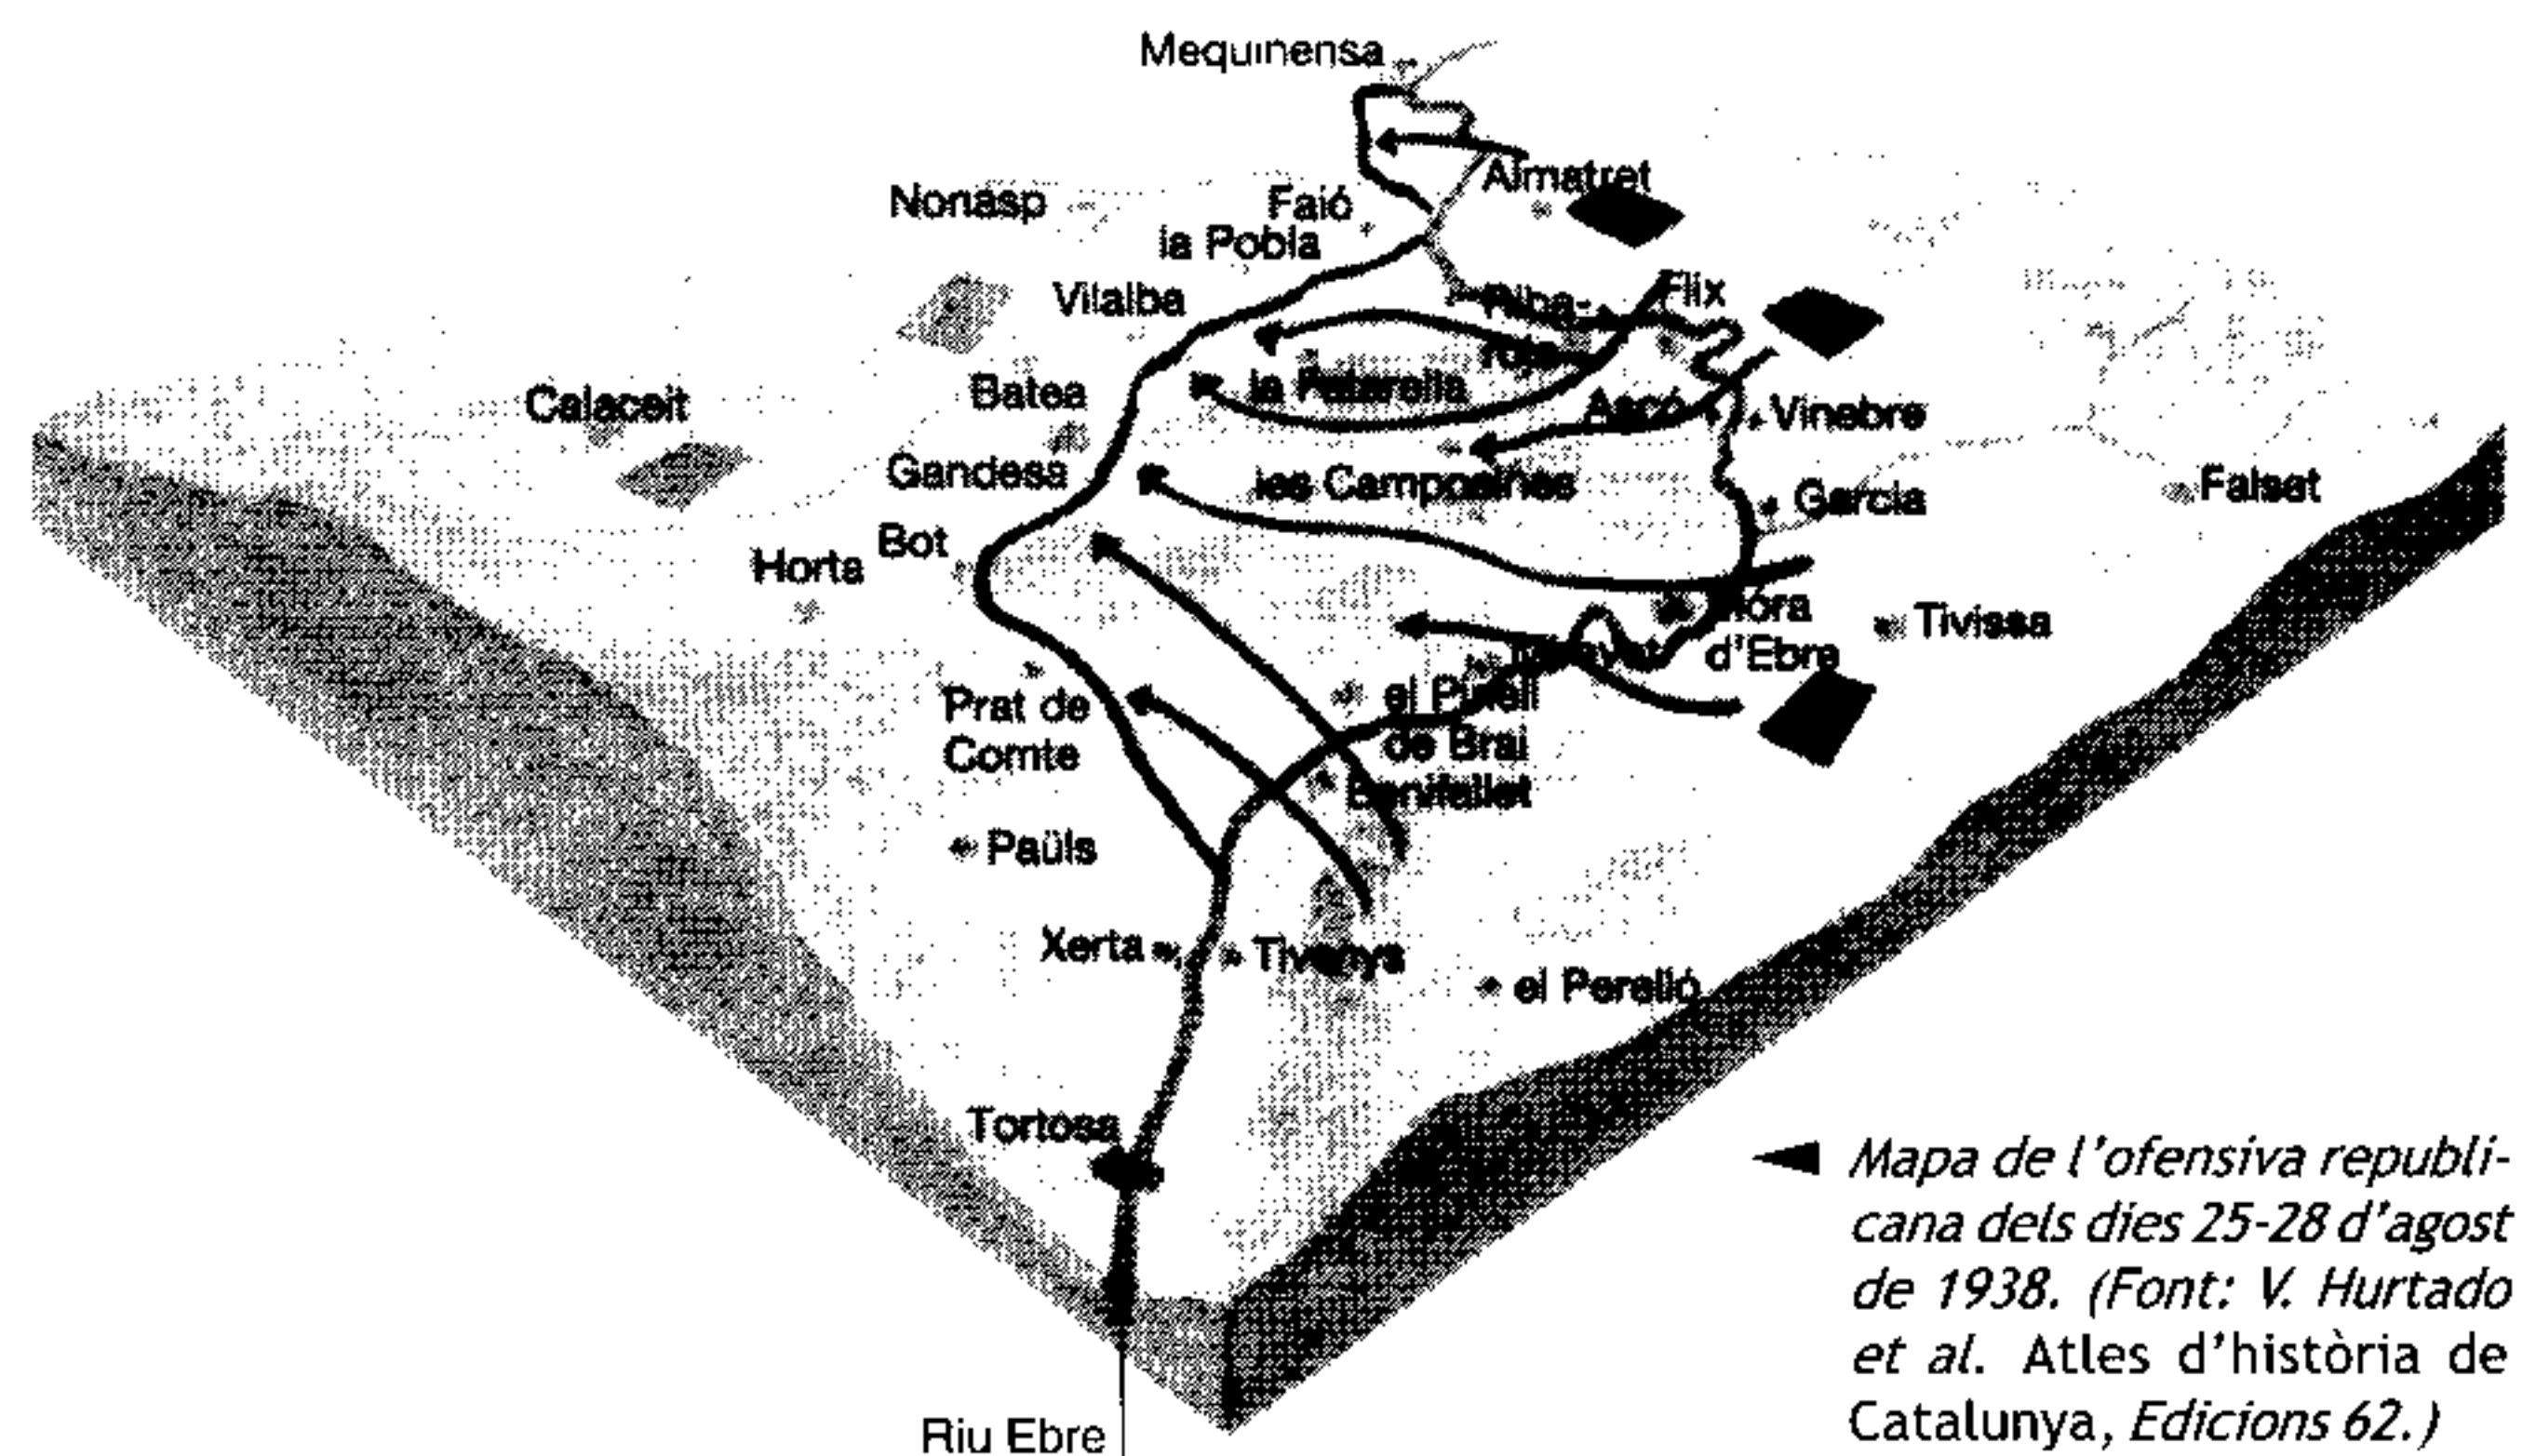 Mequinensa
Almatret
Nonasp
Faió
la Pobla
Flix
Vilalba
Riba-
roja
Calaceit
Batea
la Fatarella
Ascó
Vinebre
Gandesa
les Camposines
Garcia
Falset
Bot
Horta
Móra
d'Ebre
Tivissa
el Pinell
de Brai
Prat de
Comte
Benifallet
Paüls
Xerta
Tivenys
el Perelló
Tortosa
Riu Ebre
Mapa de l'ofensiva republi-
cana dels dies 25-28 d'agost
de 1938. (Font: V. Hurtado
et al. Atles d'història de
Catalunya, Edicions 62.)